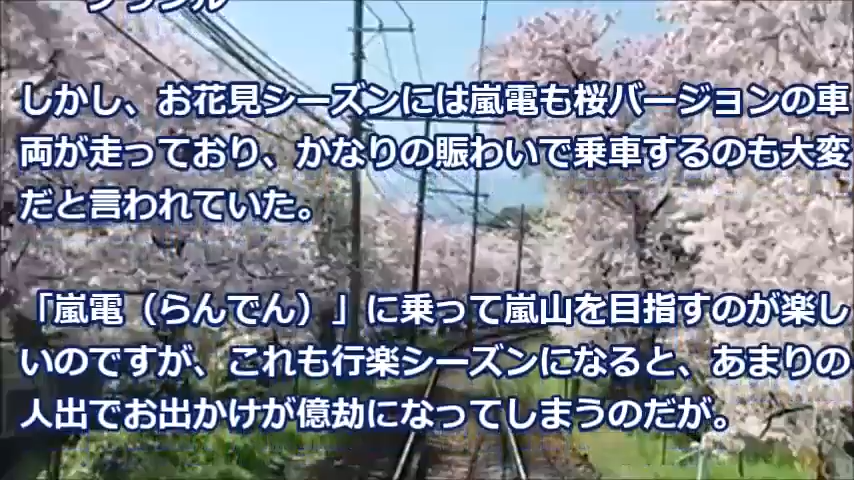 しかし、お花見シーズンには嵐電も桜バージョンの車
両が走っており、かなりの賑わいで乗車するのも大変
だと言われていた。
「嵐電（らんでん）」に乗って嵐山を目指すのが楽し
いのですが、これも行楽シーズンになると、あまりの
人出でお出かけが億劫になってしまうのだが。